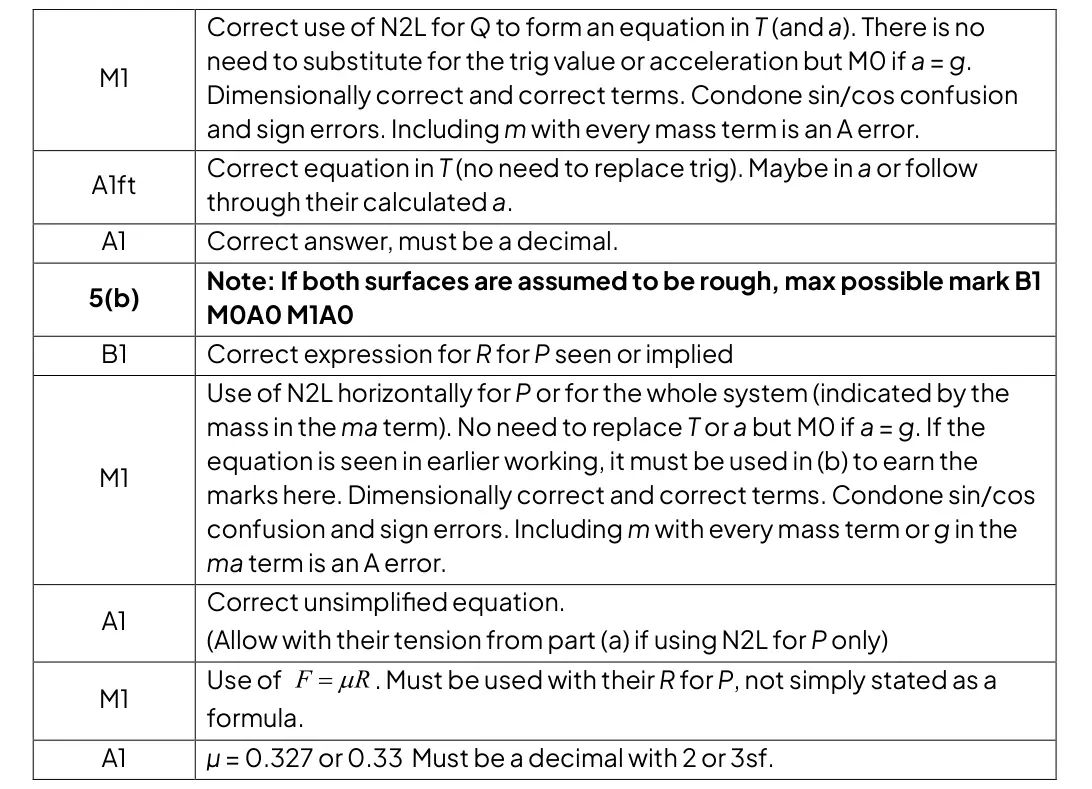 M1
Correct use of N2L for Q to form an equation in T (and a). There is no
need to substitute for the trig value or acceleration but M0 if a = g.
Dimensionally correct and correct terms. Condone sin/cos confusion
and sign errors. Including m with every mass term is an A error.
A1ft
Correct equation in T (no need to replace trig). Maybe in a or follow
through their calculated a.
A1
Correct answer, must be a decimal.
5(b)
Note: If both surfaces are assumed to be rough, max possible mark B1
M0A0 M1A0
B1
Correct expression for R for P seen or implied
M1
Use of N2L horizontally for P or for the whole system (indicated by the
mass in the ma term). No need to replace T or a but M0 if a = g. If the
equation is seen in earlier working, it must be used in (b) to earn the
marks here. Dimensionally correct and correct terms. Condone sin/cos
confusion and sign errors. Including m with every mass term or g in the
ma term is an A error.
A1
Correct unsimplified equation.
(Allow with their tension from part (a) if using N2L for P only)
M1
Use of F = μR. Must be used with their R for P, not simply stated as a
formula.
A1
μ = 0.327 or 0.33 Must be a decimal with 2 or 3sf.